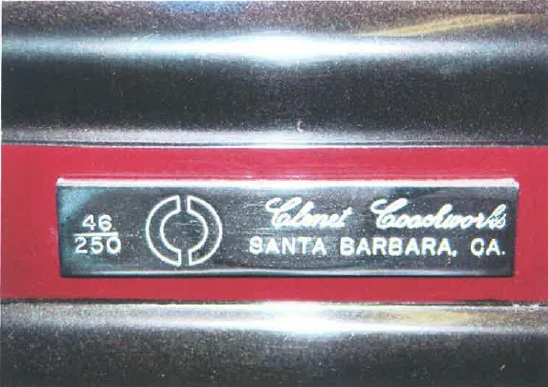 46
250
Clenet Coachworks
SANTA BARBARA, CA.